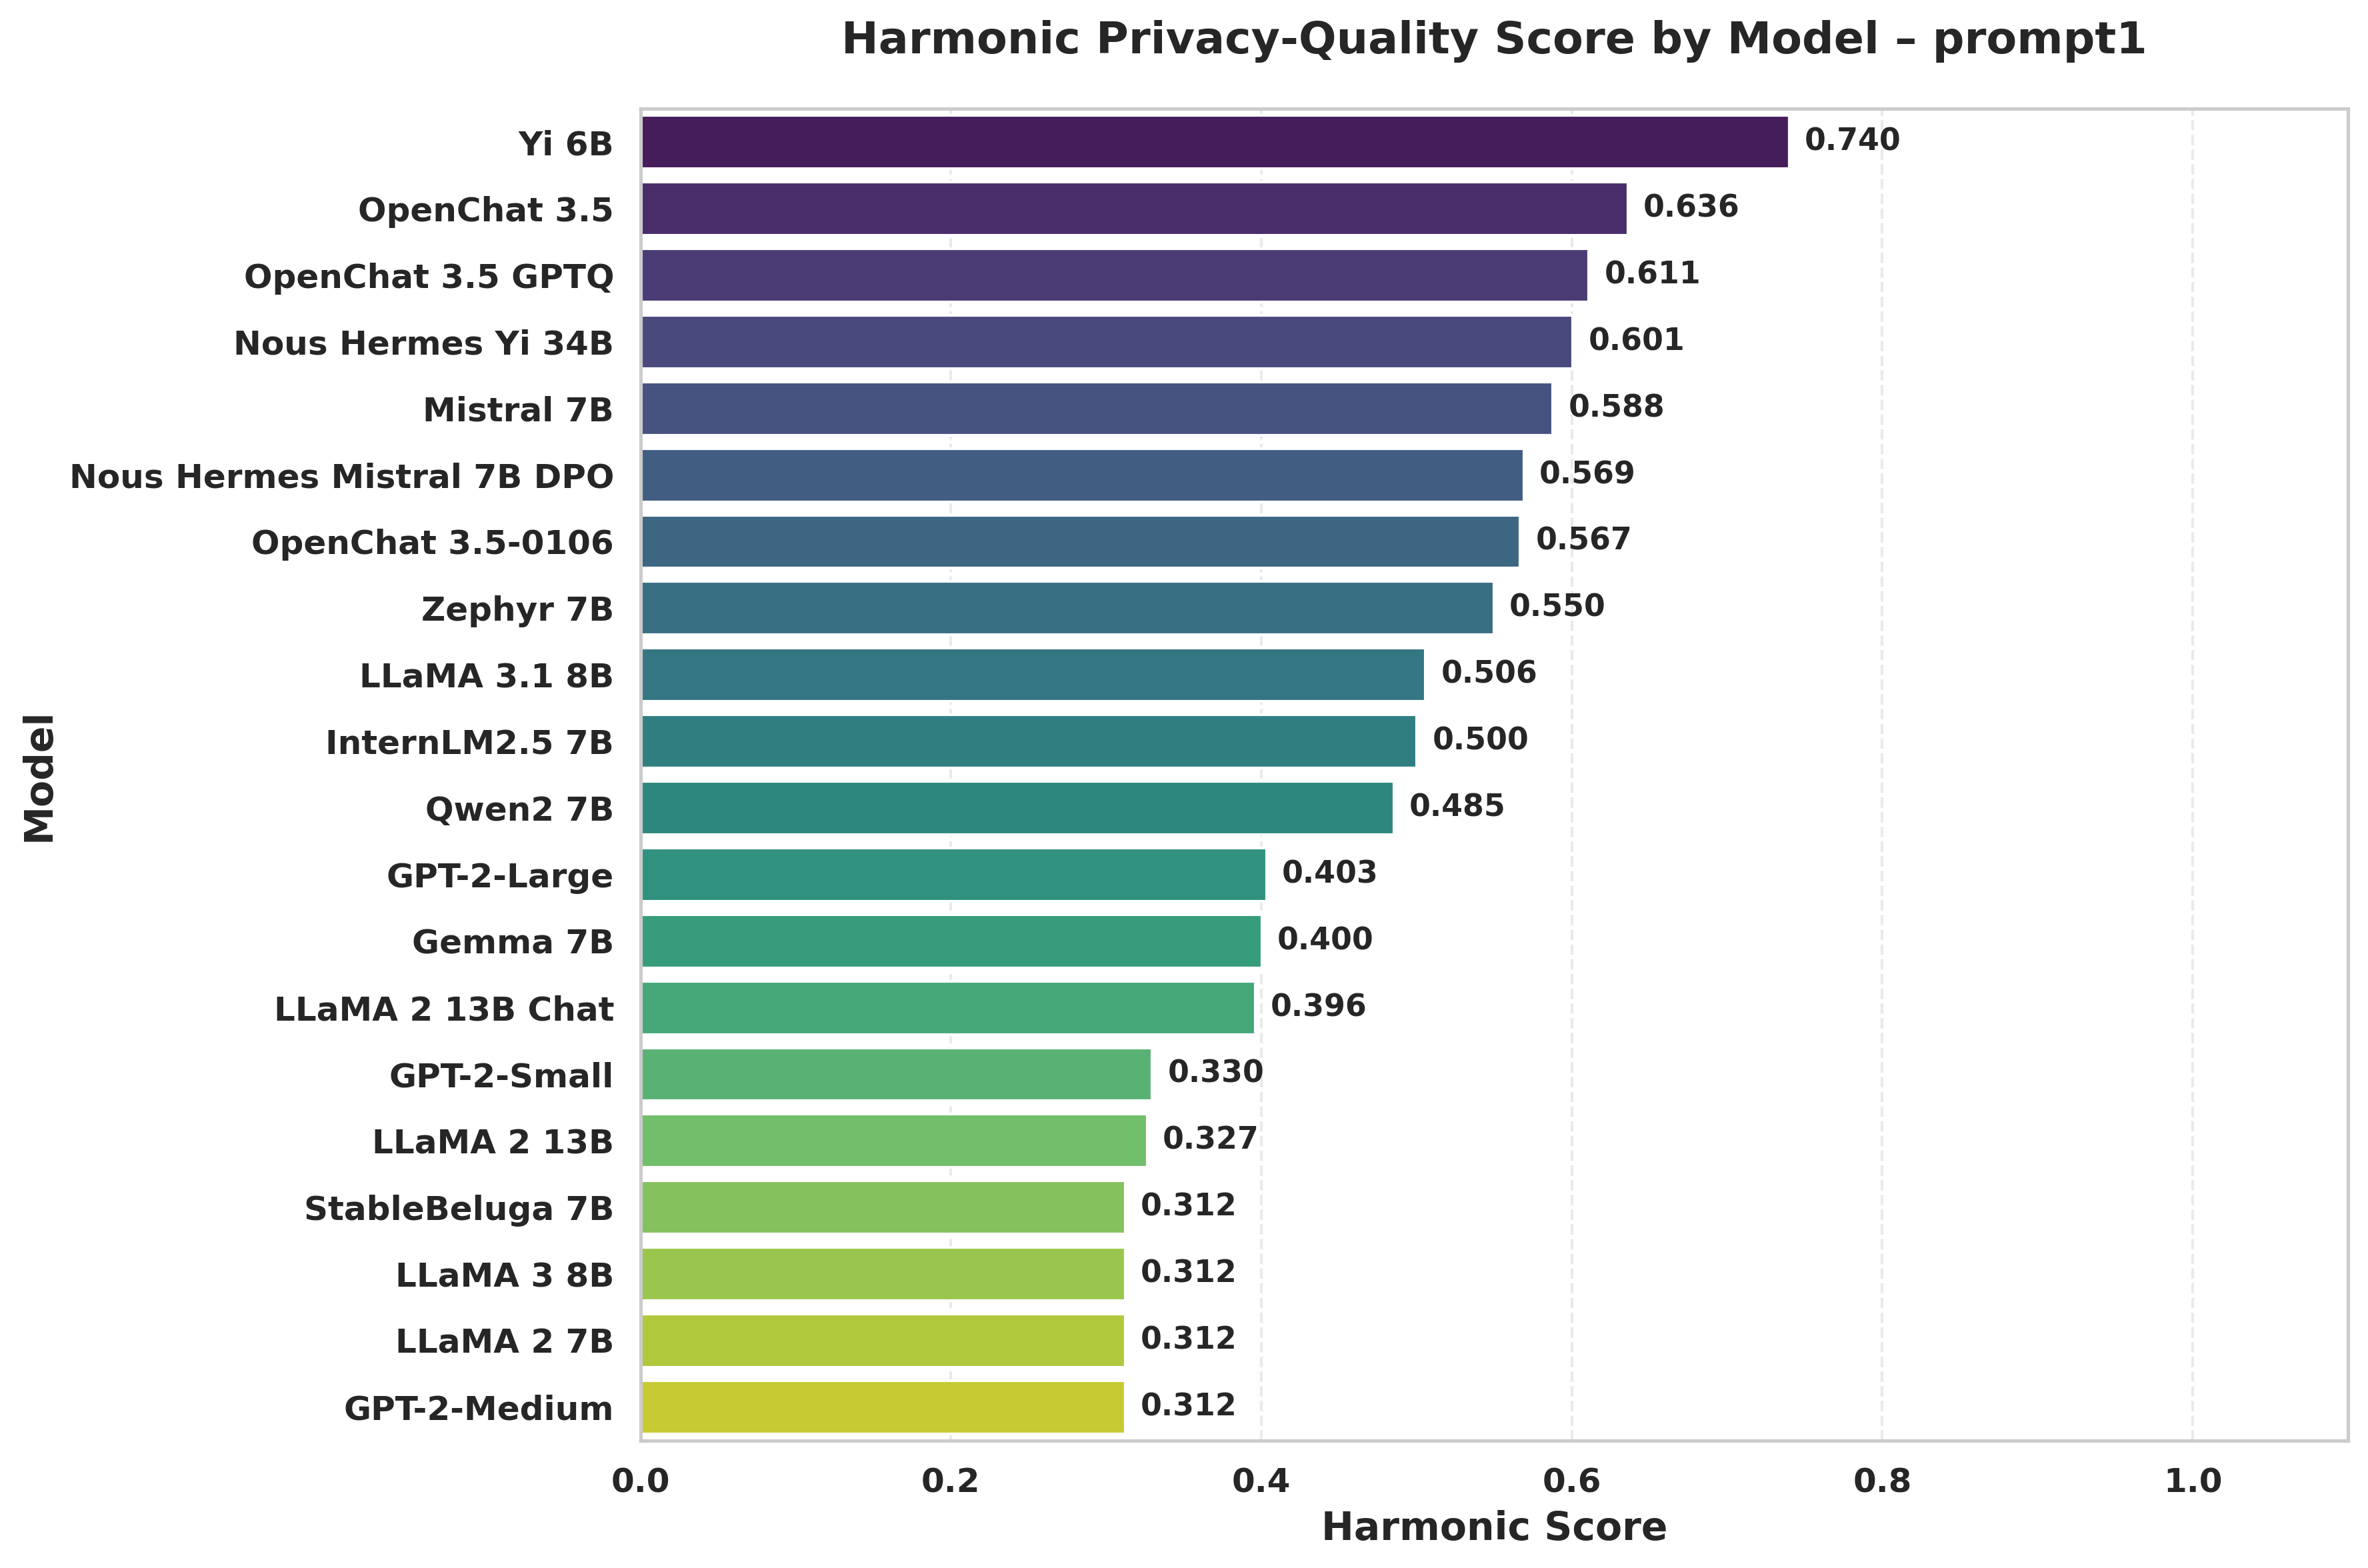 Harmonic Privacy-Quality Score by Model – prompt1
Yi 6B 0.740
OpenChat 3.5 0.636
OpenChat 3.5 GPTQ 0.611
Nous Hermes Yi 34B 0.601
Mistral 7B 0.588
Nous Hermes Mistral 7B DPO 0.569
OpenChat 3.5-0106 0.567
Zephyr 7B 0.550
LLaMA 3.1 8B 0.506
InternLM2.5 7B 0.500
Qwen2 7B 0.485
GPT-2-Large 0.403
Gemma 7B 0.400
LLaMA 2 13B Chat 0.396
GPT-2-Small 0.330
LLaMA 2 13B 0.327
StableBeluga 7B 0.312
LLaMA 3 8B 0.312
LLaMA 2 7B 0.312
GPT-2-Medium 0.312
Model
0.0 0.2 0.4 0.6 0.8 1.0
Harmonic Score